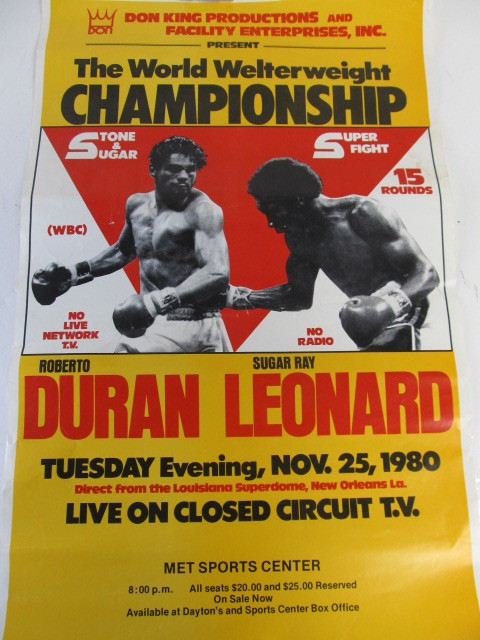 DON
DON KING PRODUCTIONS AND
FACILITY ENTERPRISES, INC.
PRESENT
The World Welterweight
CHAMPIONSHIP
STONE
&
SUGAR
SUPER
FIGHT
15
ROUNDS
(WBC)
NO
LIVE
NETWORK
T.V.
NO
RADIO
ROBERTO
DURAN
SUGAR RAY
LEONARD
TUESDAY Evening, NOV. 25, 1980
Direct from the Louisiana Superdome, New Orleans La.
LIVE ON CLOSED CIRCUIT T.V.
MET SPORTS CENTER
8:00 p.m. All seats $20.00 and $25.00 Reserved
On Sale Now
Available at Dayton's and Sports Center Box Office